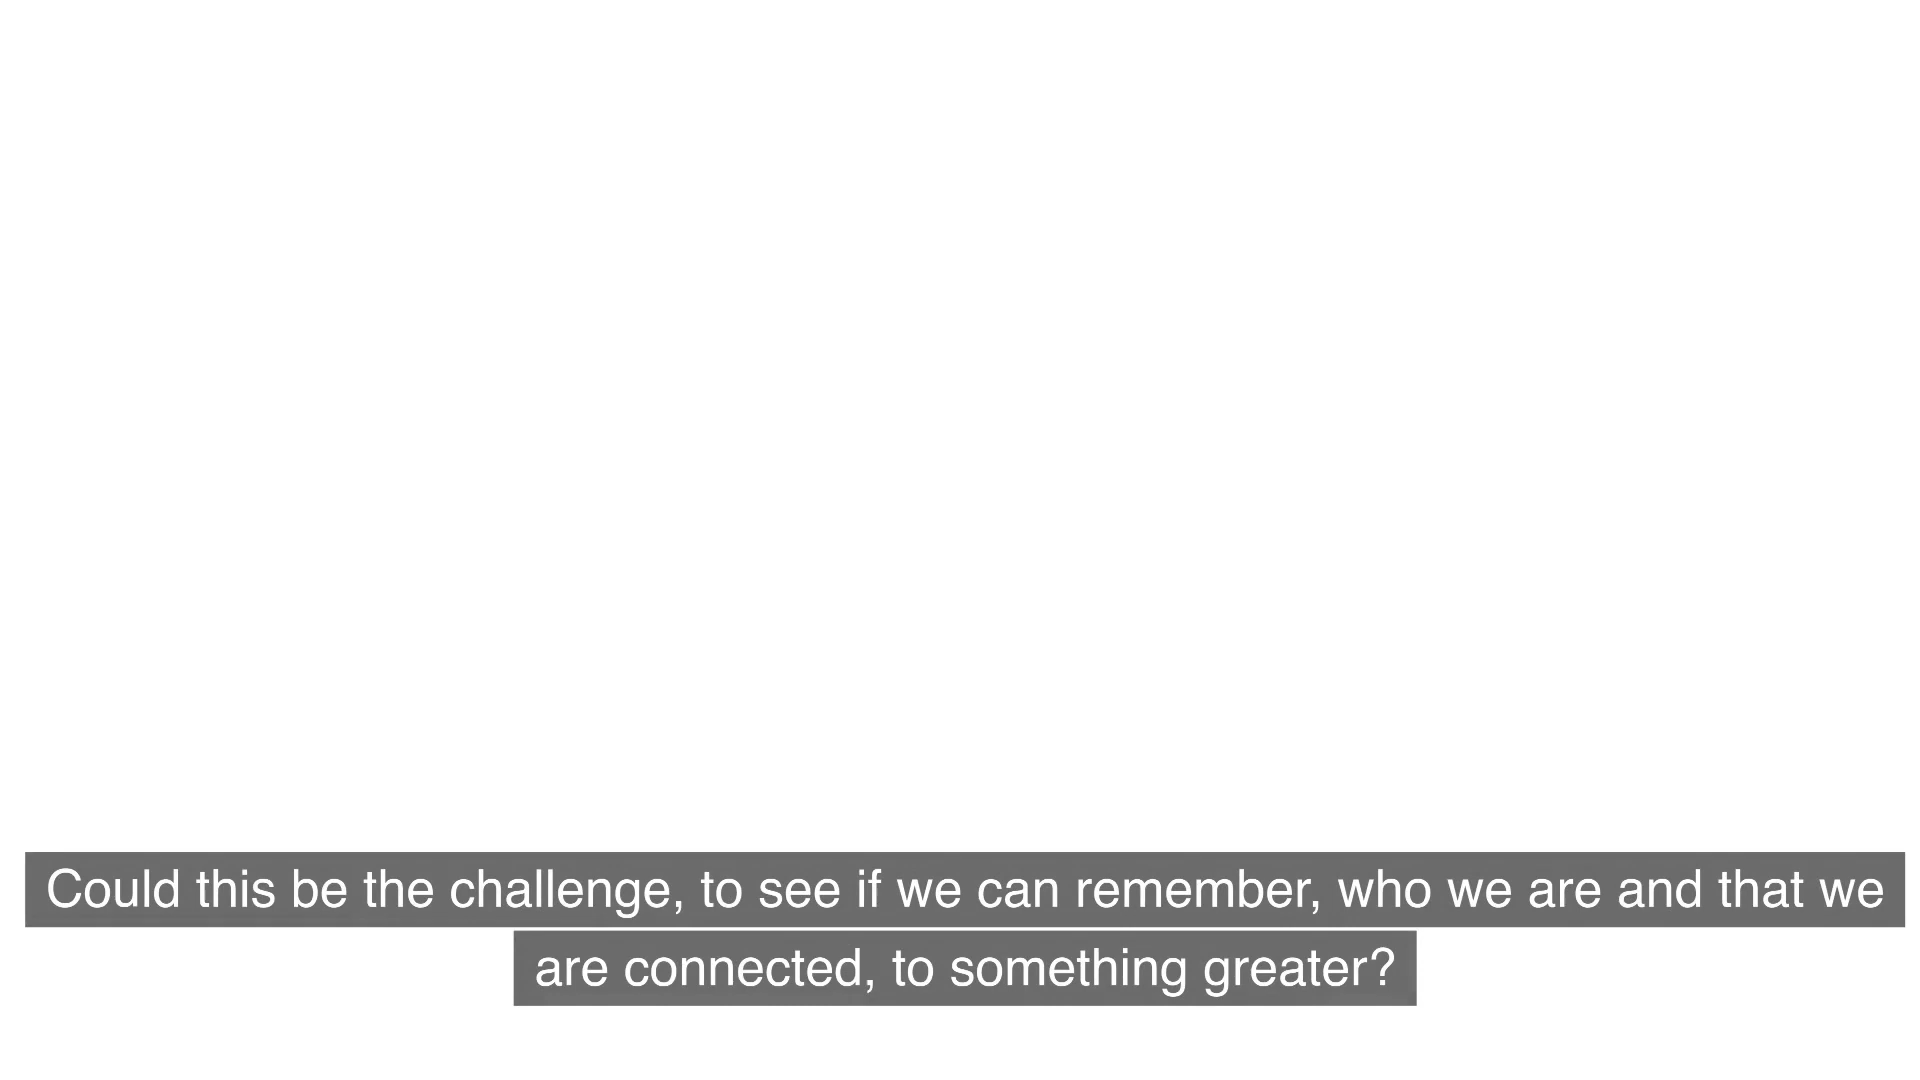 Could this be the challenge, to see if we can remember, who we are and that we
are connected, to something greater?